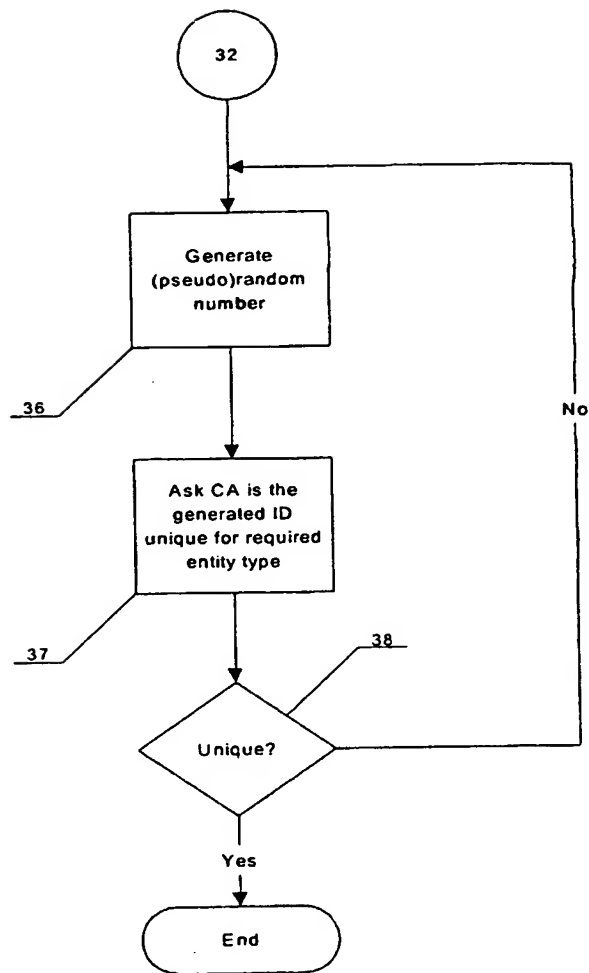 32
Generate
(pseudo)random
number
36
No
Ask CA is the
generated ID
unique for required
entity type
37
38
Unique?
Yes
End